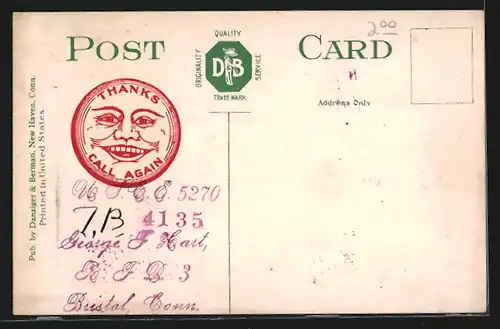 POST CARD
2.00
QUALITY
ORIGINALITY
SERVICE
D&B
TRADE MARK
Address Only
Pub. by Danziger & Berman, New Haven, Conn.
Printed in United States.
THANKS
CALL AGAIN
U S C E 5270
7,B 4135
George F Hart,
R F D. 3
Bristol, Conn.